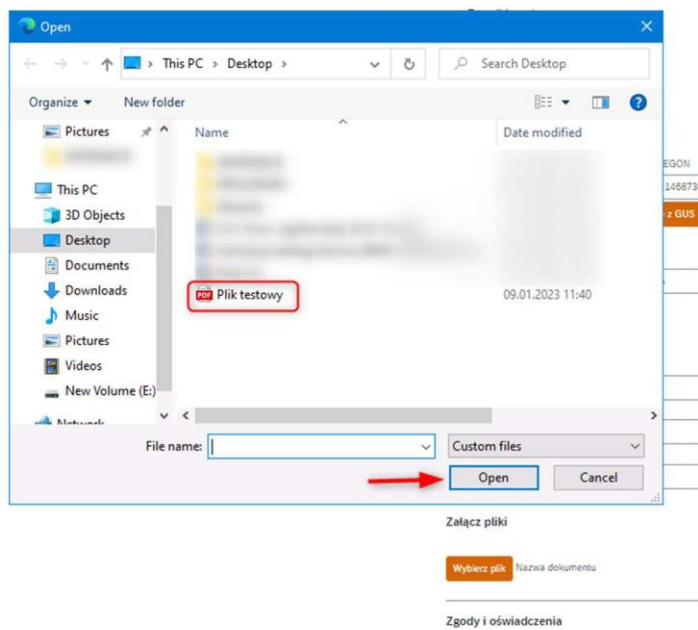 Open
This PC > Desktop >
Search Desktop
Organize
New folder
?
Pictures
This PC
3D Objects
Desktop
Documents
Downloads
Music
Pictures
Videos
New Volume (E:)
Network
Name
Date modified
PDF Plik testowy
09.01.2023 11:40
File name:
Custom files
Open
Cancel
EGON
146873
z GUS
Załącz pliki
Wybierz plik
Nazwa dokumentu
Zgody i oświadczenia